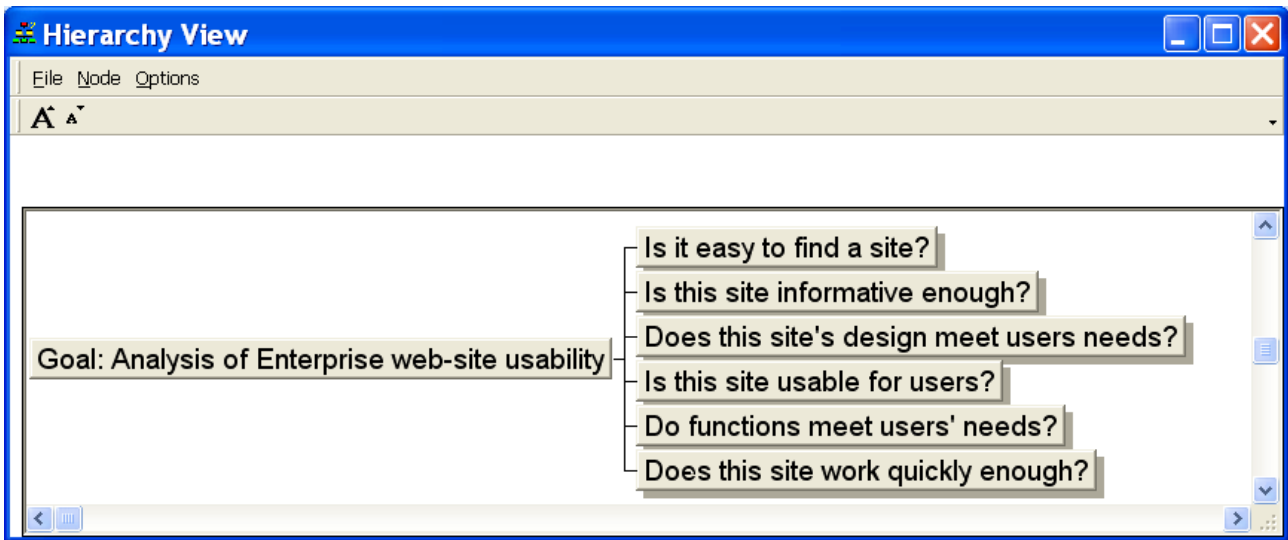 Hierarchy View
File Node Options
A A
Is it easy to find a site?
Is this site informative enough?
Does this site's design meet users needs?
Goal: Analysis of Enterprise web-site usability
Is this site usable for users?
Do functions meet users' needs?
Does this site work quickly enough?